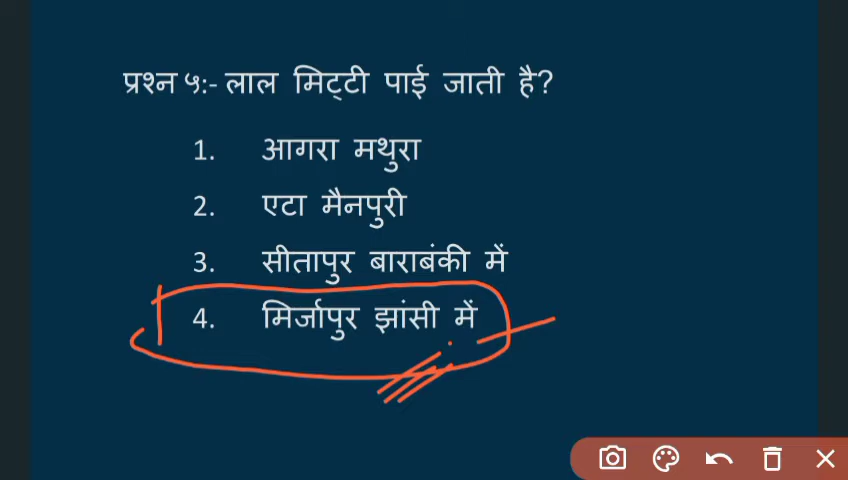 प्रश्न ५:- लाल मिट्टी पाई जाती है?
1. आगरा मथुरा
2. एटा मैनपुरी
3. सीतापुर बाराबंकी में
4. मिर्जापुर झांसी में